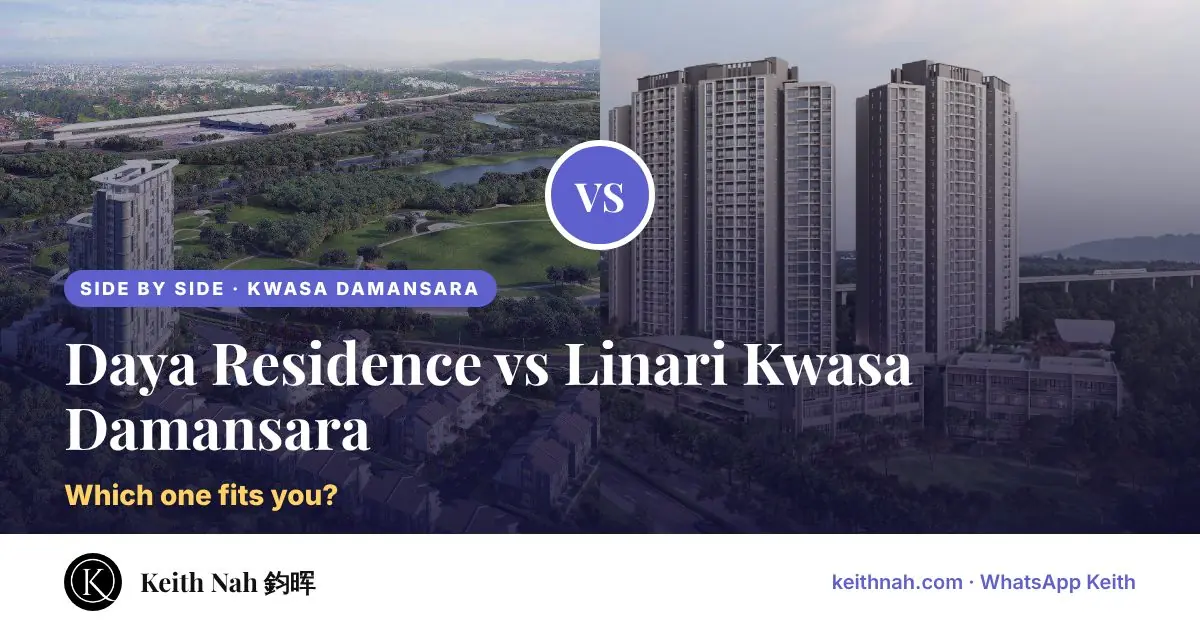 VS
SIDE BY SIDE · KWASA DAMANSARA
Daya Residence vs Linari Kwasa
Damansara
Which one fits you?
K
Keith Nah 鈞晖
keithnah.com · WhatsApp Keith